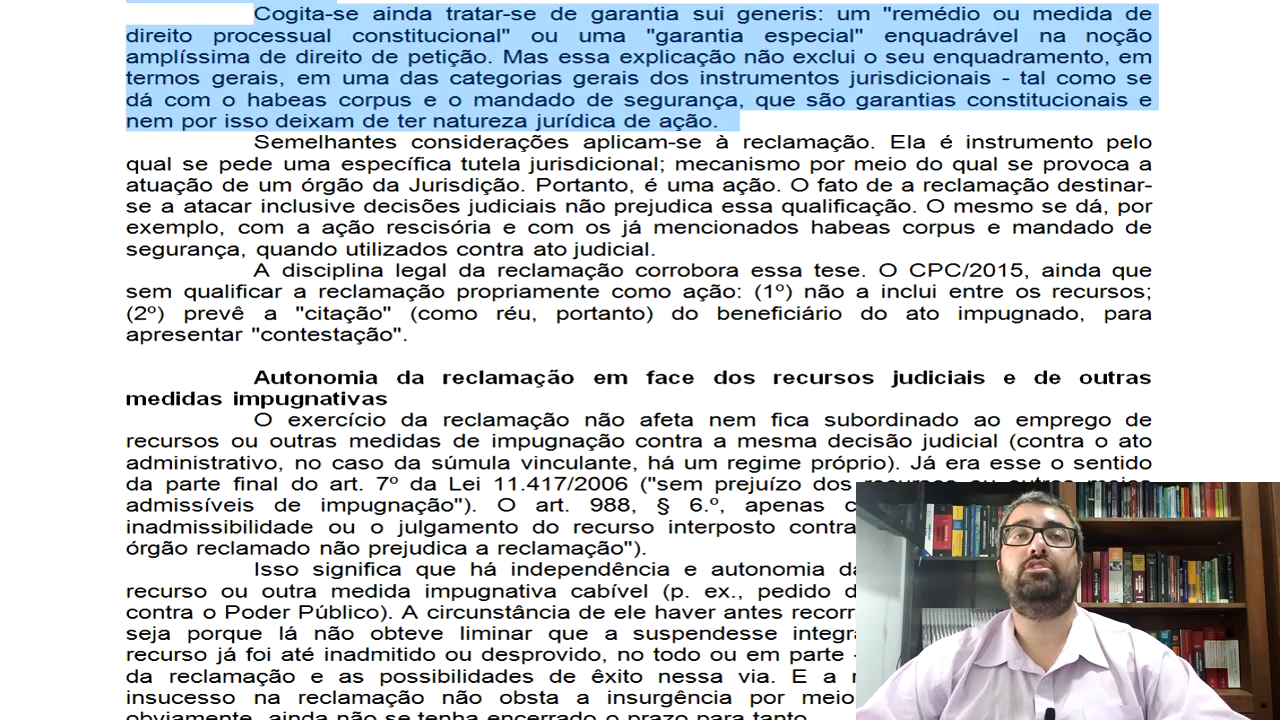 Cogita-se ainda tratar-se de garantia sui generis: um "remédio ou medida de
direito processual constitucional" ou uma "garantia especial" enquadrável na noção
amplíssima de direito de petição. Mas essa explicação não exclui o seu enquadramento, em
termos gerais, em uma das categorias gerais dos instrumentos jurisdicionais - tal como se
dá com o habeas corpus e o mandado de segurança, que são garantias constitucionais e
nem por isso deixam de ter natureza jurídica de ação.
Semelhantes considerações aplicam-se à reclamação. Ela é instrumento pelo
qual se pede uma específica tutela jurisdicional; mecanismo por meio do qual se provoca a
atuação de um órgão da Jurisdição. Portanto, é uma ação. O fato de a reclamação destinar-
se a atacar inclusive decisões judiciais não prejudica essa qualificação. O mesmo se dá, por
exemplo, com a ação rescisória e com os já mencionados habeas corpus e mandado de
segurança, quando utilizados contra ato judicial.
A disciplina legal da reclamação corrobora essa tese. O CPC/2015, ainda que
sem qualificar a reclamação propriamente como ação: (1º) não a inclui entre os recursos;
(2º) prevê a "citação" (como réu, portanto) do beneficiário do ato impugnado, para
apresentar "contestação".
Autonomia da reclamação em face dos recursos judiciais e de outras
medidas impugnativas
O exercício da reclamação não afeta nem fica subordinado ao emprego de
recursos ou outras medidas de impugnação contra a mesma decisão judicial (contra o ato
administrativo, no caso da súmula vinculante, há um regime próprio). Já era esse o sentido
da parte final do art. 7º da Lei 11.417/2006 ("sem prejuízo dos recursos ou outros meios
admissíveis de impugnação"). O art. 988, § 6.º, apenas
inadmissibilidade ou o julgamento do recurso interposto contra
órgão reclamado não prejudica a reclamação").
Isso significa que há independência e autonomia
recurso ou outra medida impugnativa cabível (p. ex., pedido
contra o Poder Público). A circunstância de ele haver antes
seja porque lá não obteve liminar que a suspendesse
recurso já foi até inadmitido ou desprovido, no todo ou em parte -
da reclamação e as possibilidades de êxito nessa via. E a
insucesso na reclamação não obsta a insurgência por meio
obviamente, ainda não se tenha encerrado o prazo para tanto.